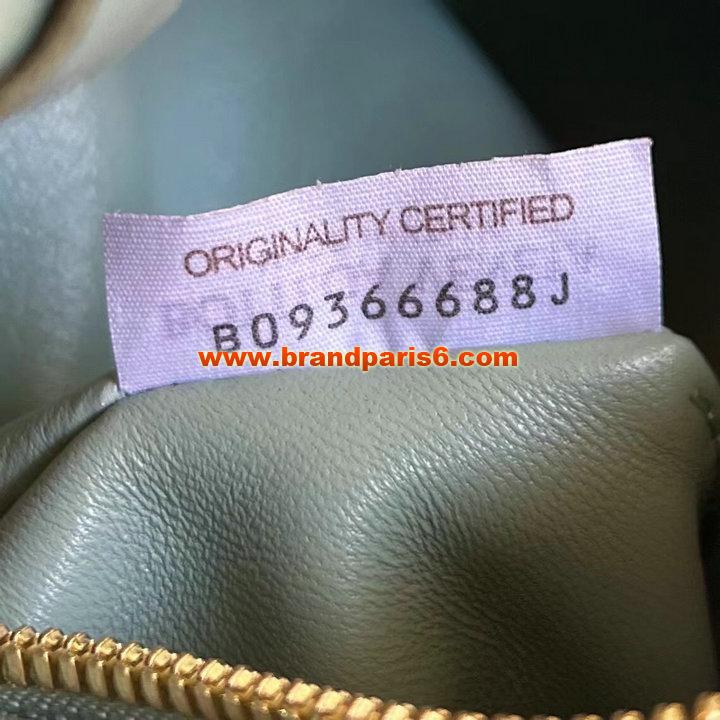 ORIGINALITY CERTIFIED
B09366688J
www.brandparis6.com